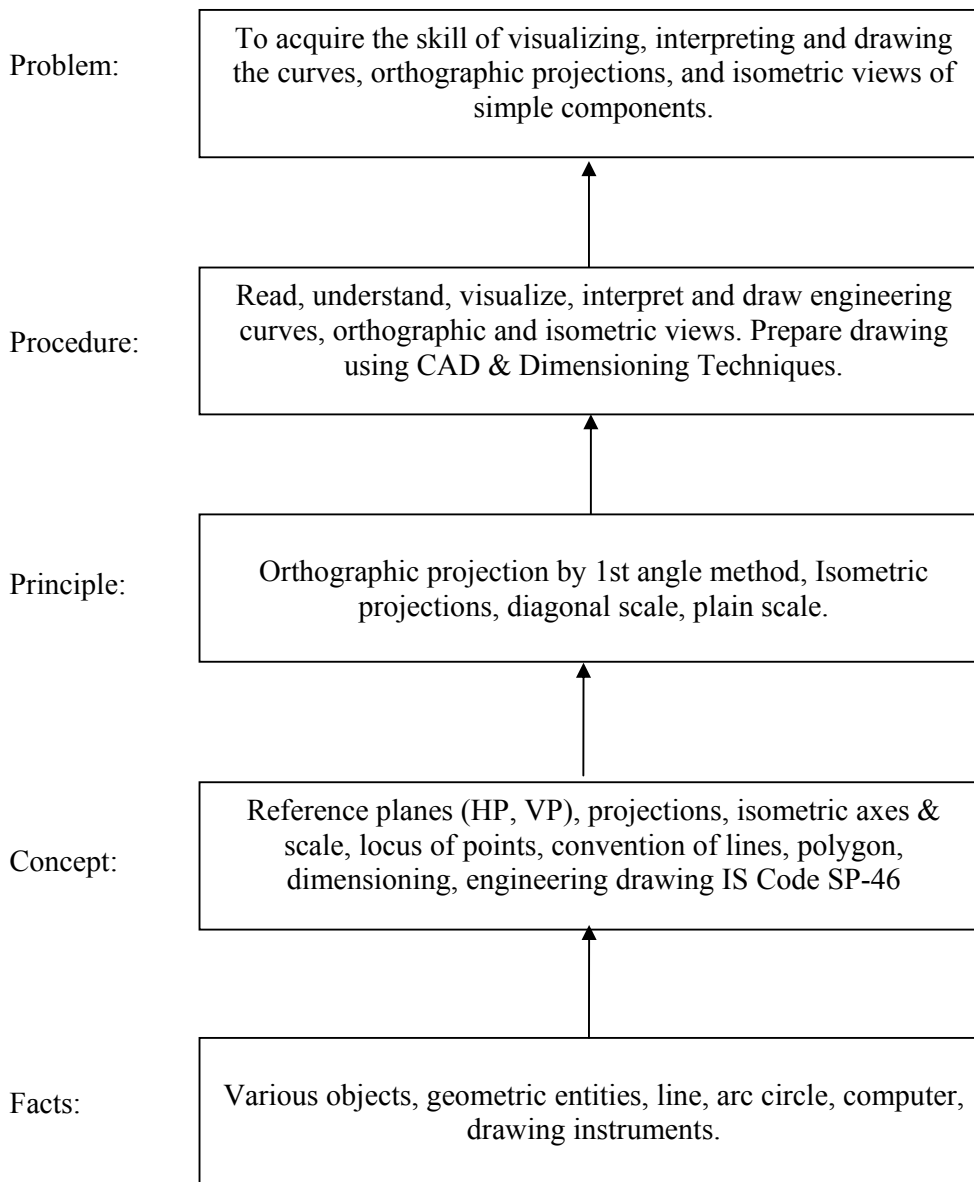 Problem:
To acquire the skill of visualizing, interpreting and drawing
the curves, orthographic projections, and isometric views of
simple components.
Procedure:
Read, understand, visualize, interpret and draw engineering
curves, orthographic and isometric views. Prepare drawing
using CAD & Dimensioning Techniques.
Principle:
Orthographic projection by 1st angle method, Isometric
projections, diagonal scale, plain scale.
Concept:
Reference planes (HP, VP), projections, isometric axes &
scale, locus of points, convention of lines, polygon,
dimensioning, engineering drawing IS Code SP-46
Facts:
Various objects, geometric entities, line, arc circle, computer,
drawing instruments.